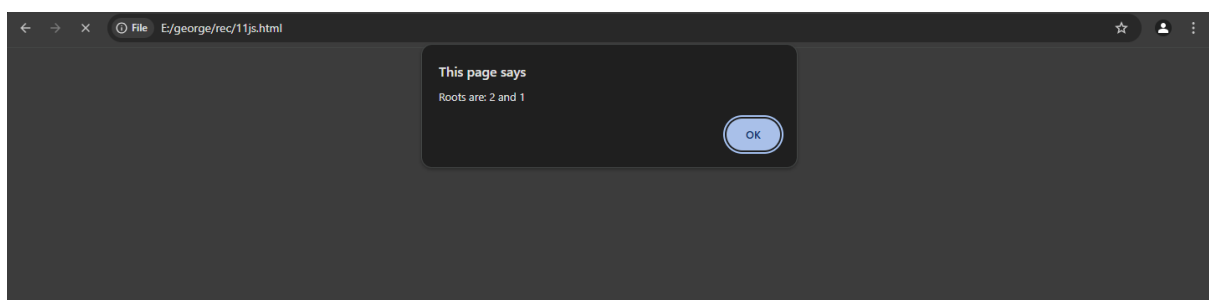 File E:/george/rec/11js.html
This page says
Roots are: 2 and 1
OK